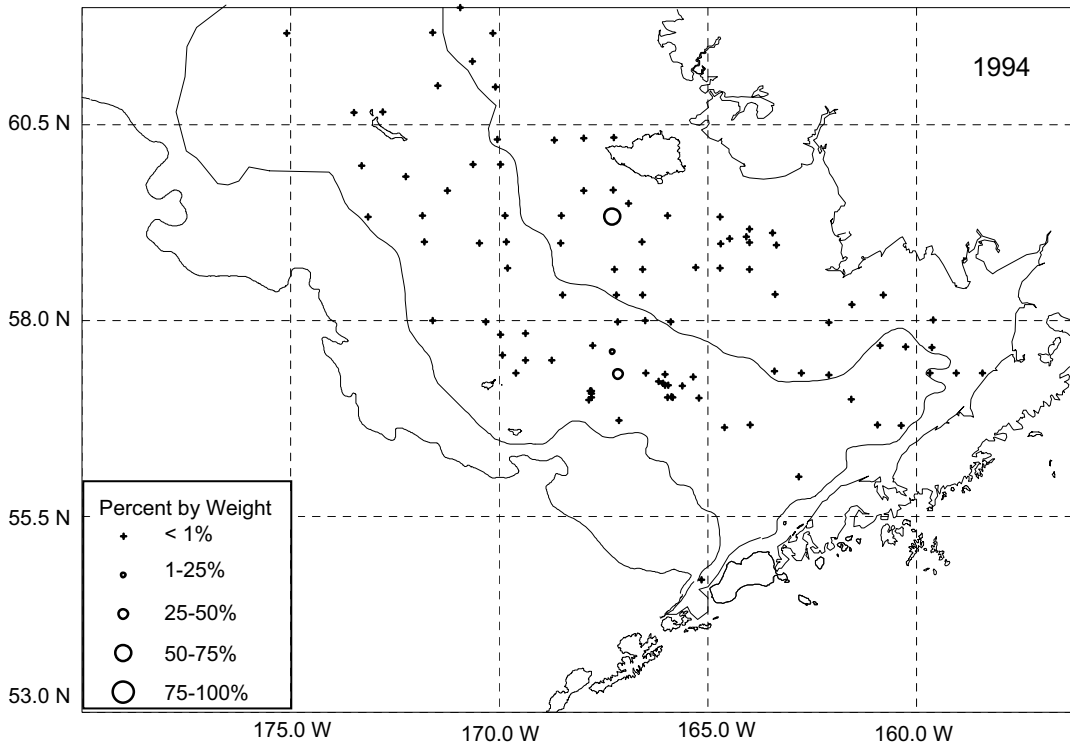 1994
60.5 N
58.0 N
55.5 N
53.0 N
Percent by Weight
< 1%
1-25%
25-50%
50-75%
75-100%
175.0 W
170.0 W
165.0 W
160.0 W